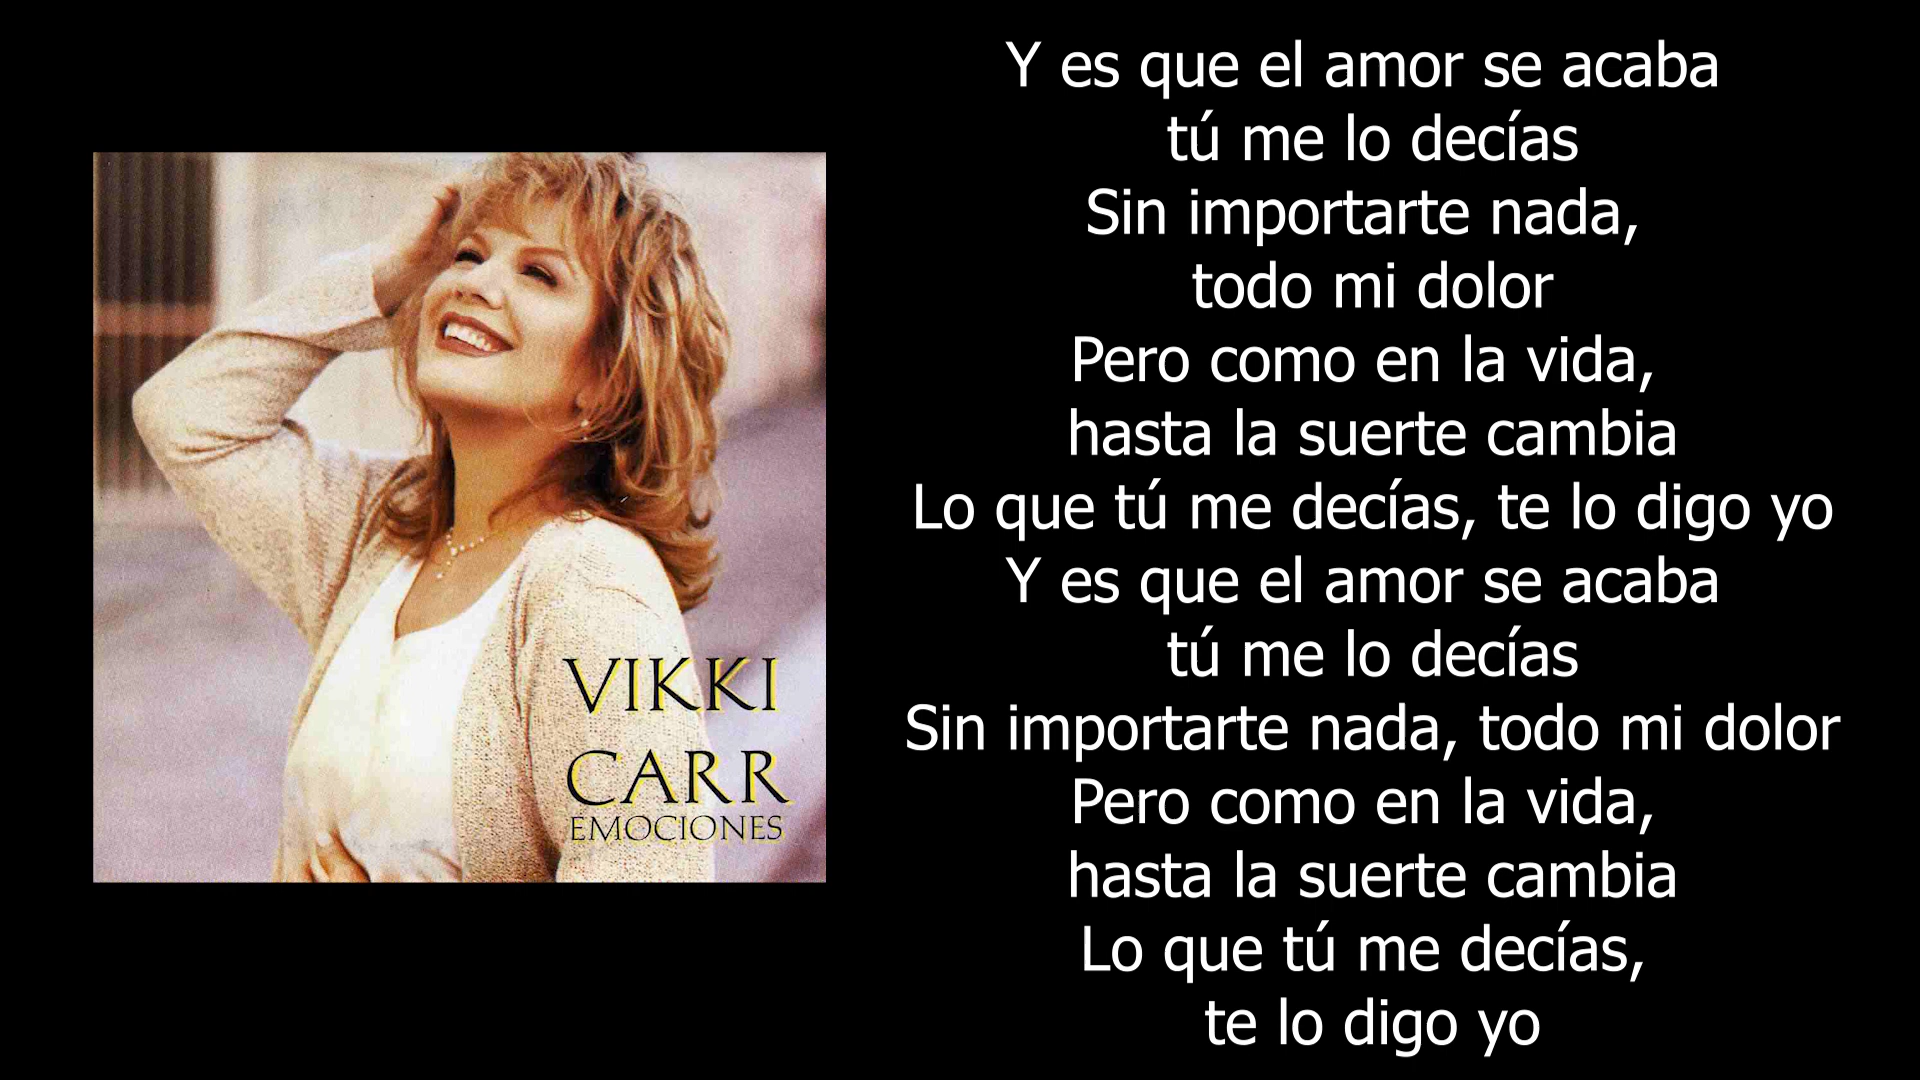 VIKKI
CARR
EMOCIONES
Y es que el amor se acaba
tú me lo decías
Sin importarte nada,
todo mi dolor
Pero como en la vida,
hasta la suerte cambia
Lo que tú me decías, te lo digo yo
Y es que el amor se acaba
tú me lo decías
Sin importarte nada, todo mi dolor
Pero como en la vida,
hasta la suerte cambia
Lo que tú me decías,
te lo digo yo